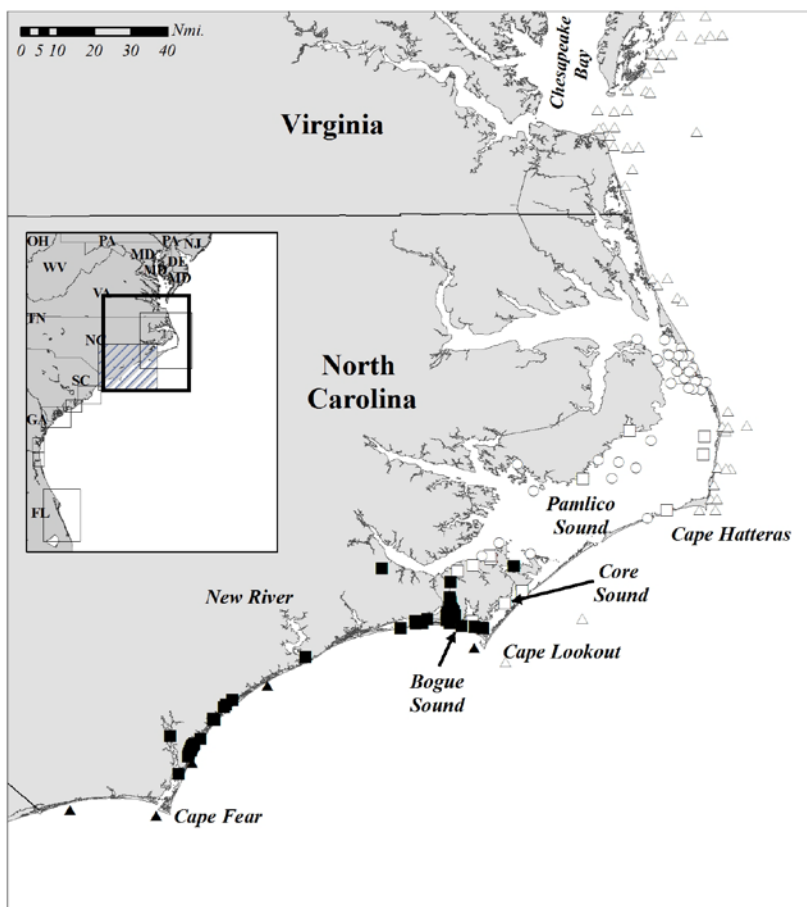 Nmi.
0 5 10 20 30 40
Chesapeake
Bay
Virginia
OH
PA
PA
NJ
WV
MD
DE
MD
MD
VA
TN
NC
SC
GA
FL
North
Carolina
Pamlico
Sound
Cape Hatteras
Core
Sound
New River
Cape Lookout
Bogue
Sound
Cape Fear